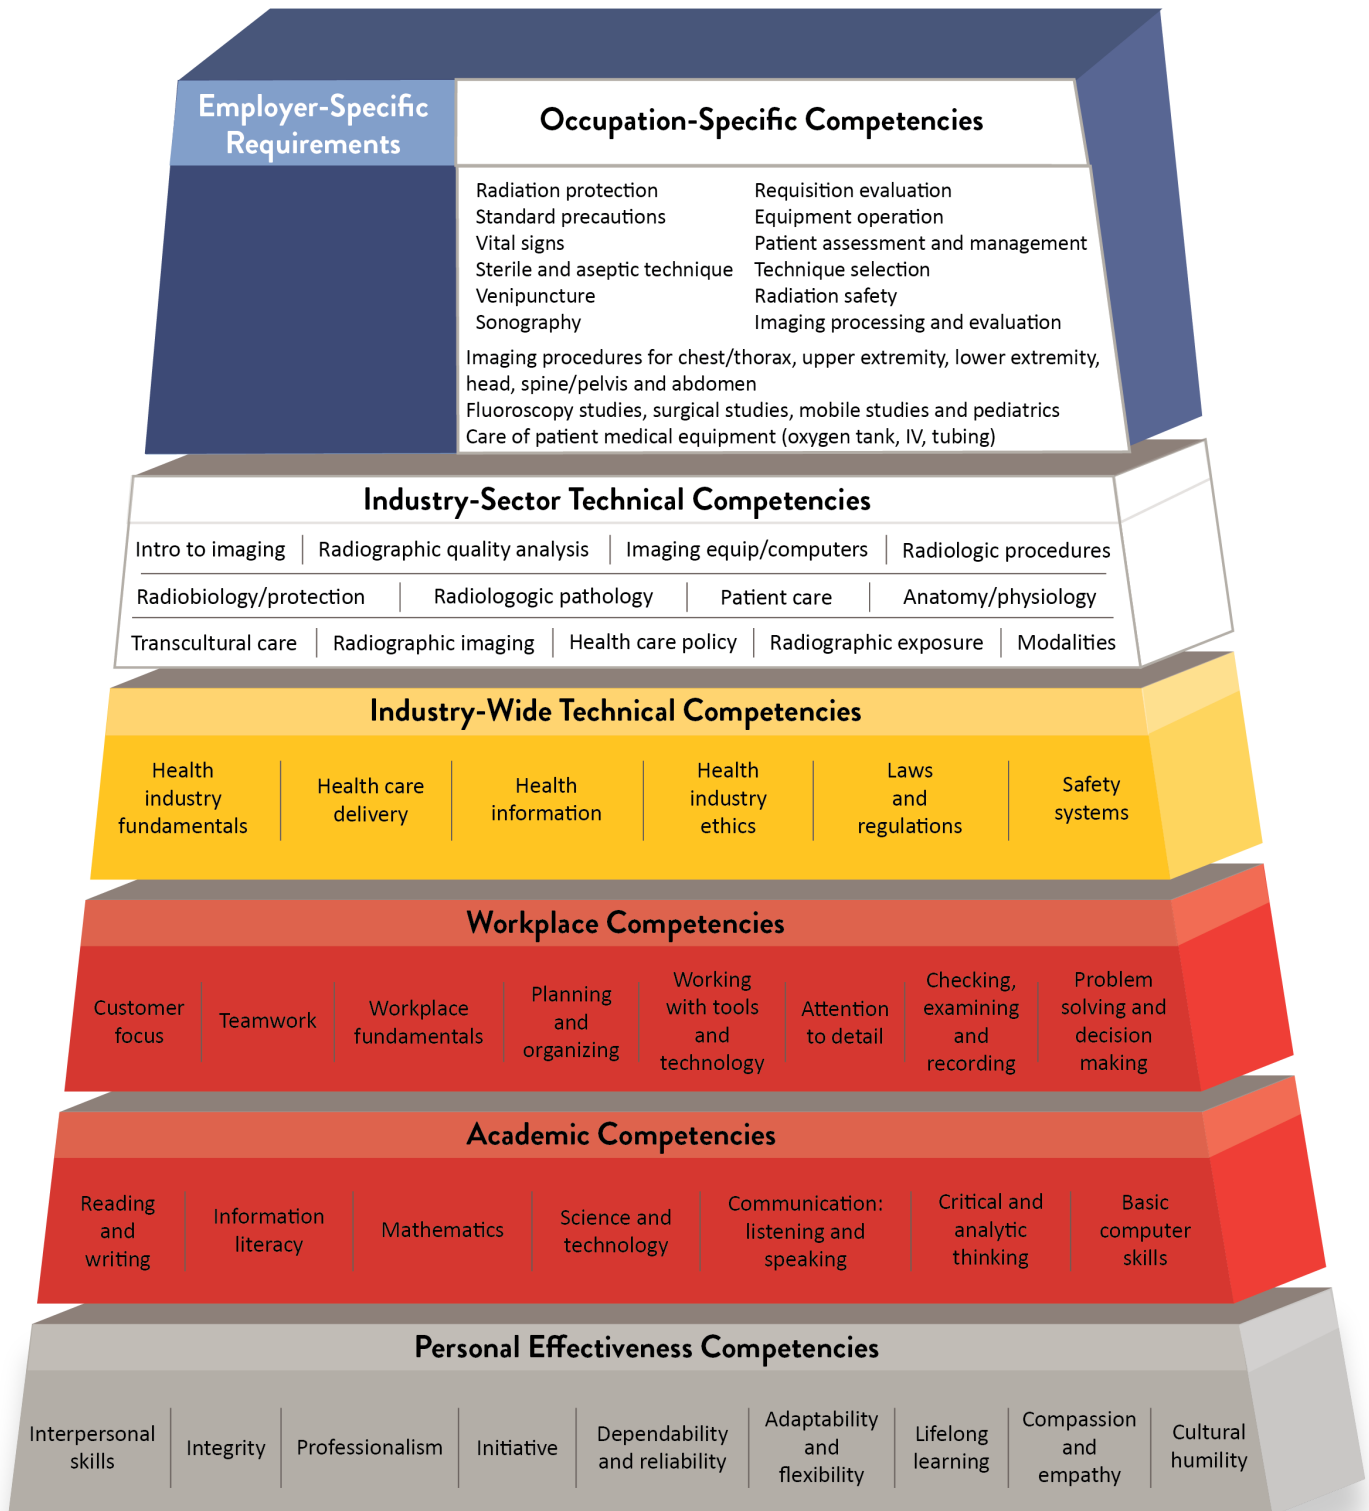 Employer-Specific
Requirements
Occupation-Specific Competencies
Radiation protection
Standard precautions
Vital signs
Sterile and aseptic technique
Venipuncture
Sonography
Requisition evaluation
Equipment operation
Patient assessment and management
Technique selection
Radiation safety
Imaging processing and evaluation
Imaging procedures for chest/thorax, upper extremity, lower extremity,
head, spine/pelvis and abdomen
Fluoroscopy studies, surgical studies, mobile studies and pediatrics
Care of patient medical equipment (oxygen tank, IV, tubing)
Industry-Sector Technical Competencies
Intro to imaging
Radiographic quality analysis
Imaging equip/computers
Radiologic procedures
Radiobiology/protection
Radiologogic pathology
Patient care
Anatomy/physiology
Transcultural care
Radiographic imaging
Health care policy
Radiographic exposure
Modalities
Industry-Wide Technical Competencies
Health
industry
fundamentals
Health care
delivery
Health
information
Health
industry
ethics
Laws
and
regulations
Safety
systems
Workplace Competencies
Customer
focus
Teamwork
Workplace
fundamentals
Planning
and
organizing
Working
with tools
and
technology
Attention
to detail
Checking,
examining
and
recording
Problem
solving and
decision
making
Academic Competencies
Reading
and
writing
Information
literacy
Mathematics
Science and
technology
Communication:
listening and
speaking
Critical and
analytic
thinking
Basic
computer
skills
Personal Effectiveness Competencies
Interpersonal
skills
Integrity
Professionalism
Initiative
Dependability
and reliability
Adaptability
and
flexibility
Lifelong
learning
Compassion
and
empathy
Cultural
humility